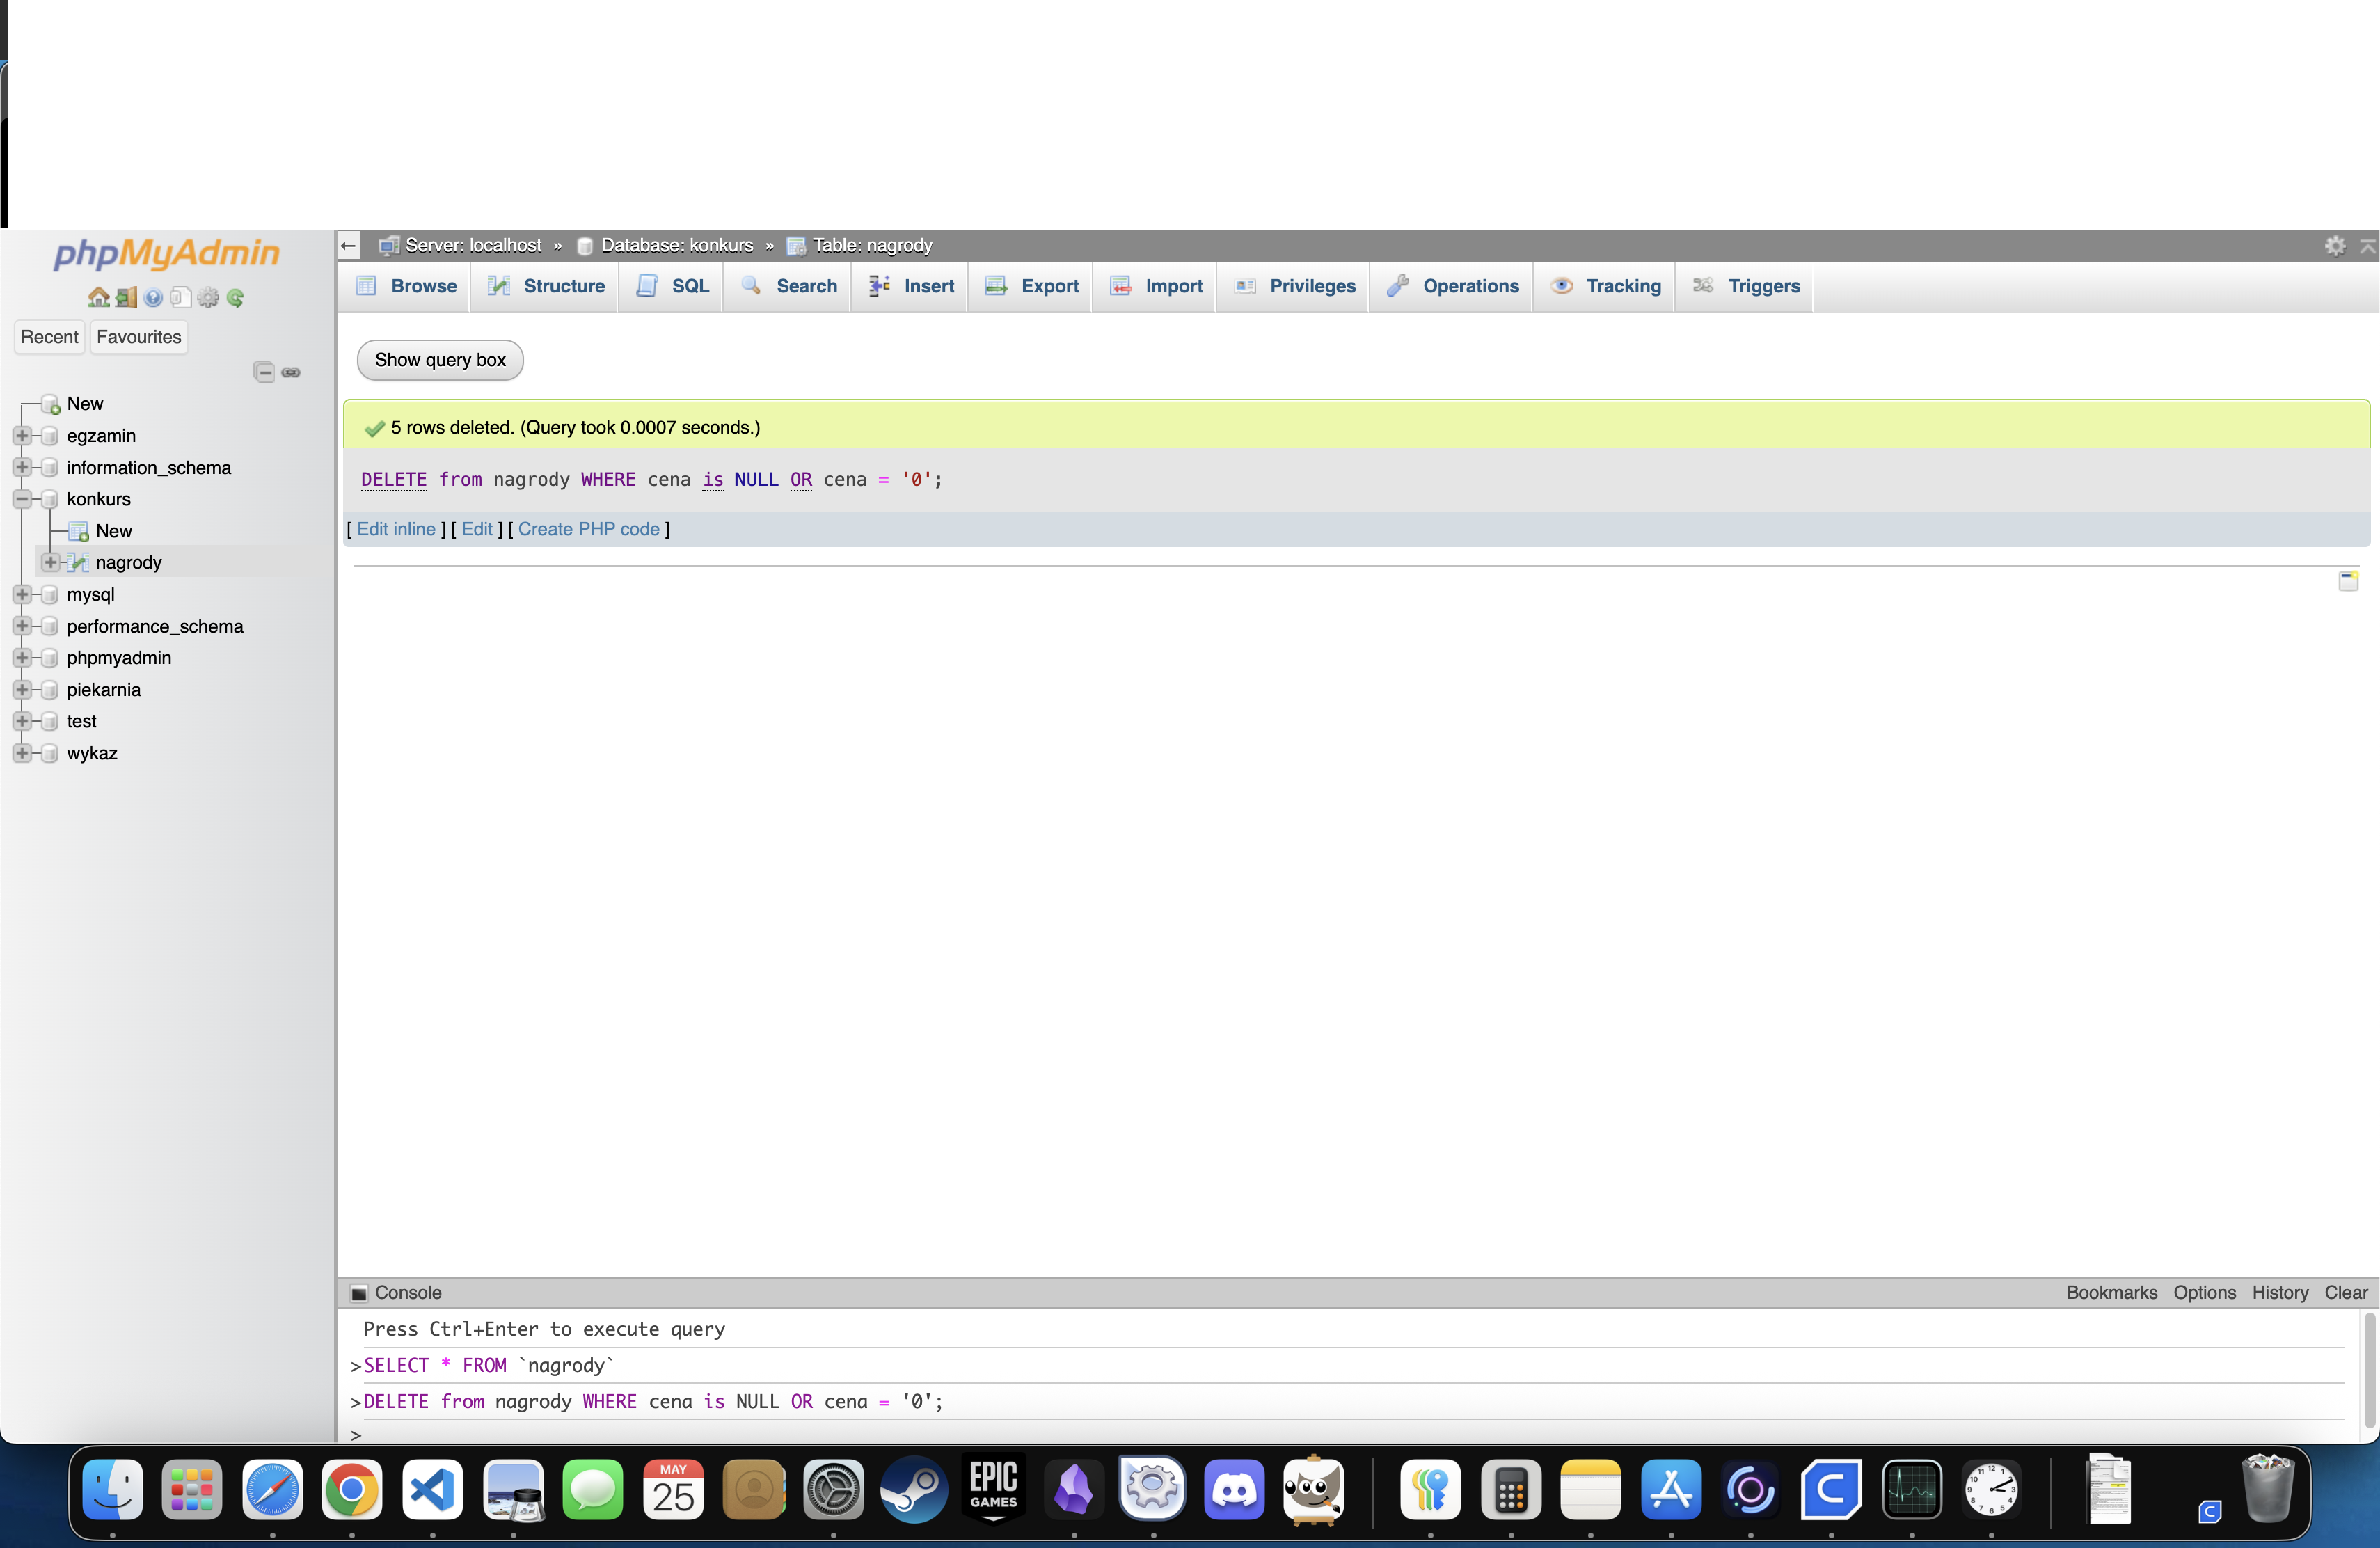 phpMyAdmin
Recent Favourites
New
egzamin
information_schema
konkurs
New
nagrody
mysql
performance_schema
phpmyadmin
piekarnia
test
wykaz
Server: localhost » Database: konkurs » Table: nagrody
Browse Structure SQL Search Insert Export Import Privileges Operations Tracking Triggers
Show query box
5 rows deleted. (Query took 0.0007 seconds.)
DELETE from nagrody WHERE cena is NULL OR cena = '0';
[ Edit inline ] [ Edit ] [ Create PHP code ]
Console Bookmarks Options History Clear
Press Ctrl+Enter to execute query
>SELECT * FROM `nagrody`
>DELETE from nagrody WHERE cena is NULL OR cena = '0';
>
MAY
25
EPIC
GAMES